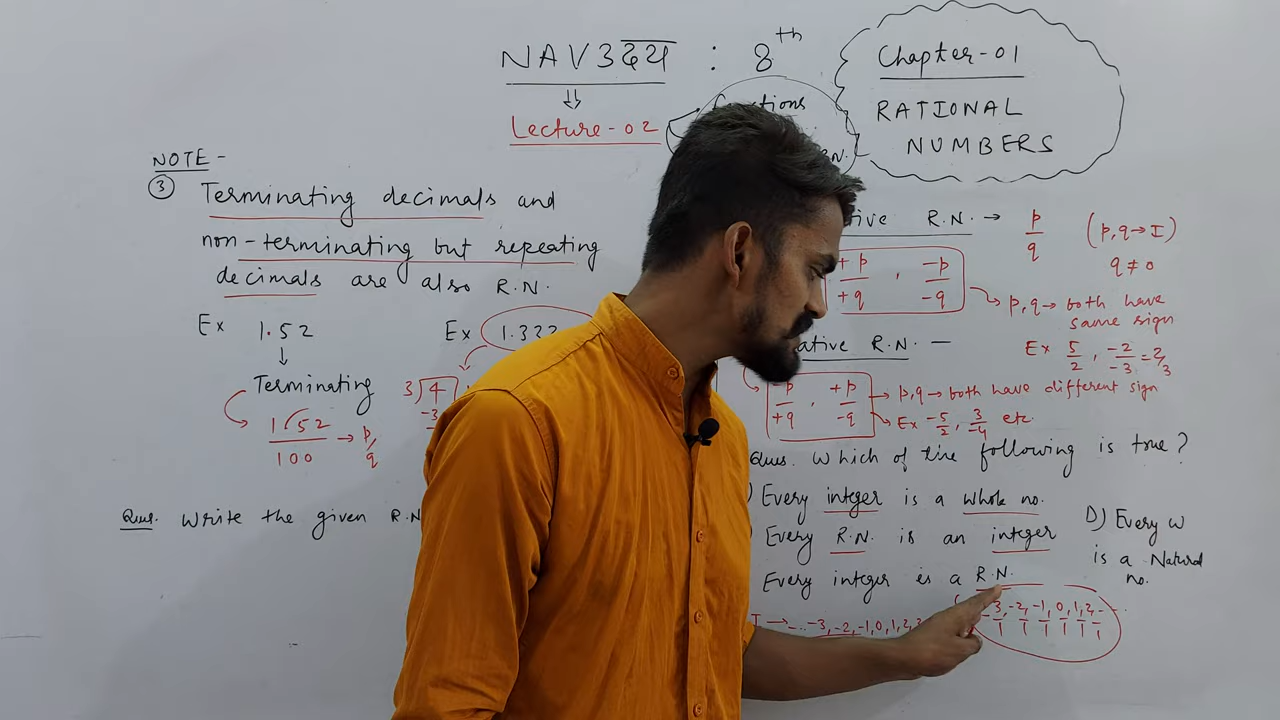 NAV3देय : 8th
⇓
Lecture-02
Chapter-01
RATIONAL
NUMBERS
NOTE -
③ Terminating decimals and
non-terminating but repeating
decimals are also R.N.
Ex 1.52
↓
Terminating
152/100 → p/q
Ex 1.322
3 4
-3
Ques. Write the given R.N
R.N. → p/q (p,q → I)
q ≠ 0
+p/+q , -p/-q
p,q → both have
same sign
Ex 5/2 , -2/-3 = 2/3
R.N. —
-p/+q , +p/-q → p,q → both have different sign
→ Ex -5/2 , 3/-4 etc.
Ques. Which of the following is true?
) Every integer is a whole no.
) Every R.N. is an integer
Every integer is a R.N.
D) Every W
is a Natural
no.
I → ... -3, -2, -1, 0, 1, 2,
-3/1, -2/1, -1/1, 0/1, 1/1, 2/1, --